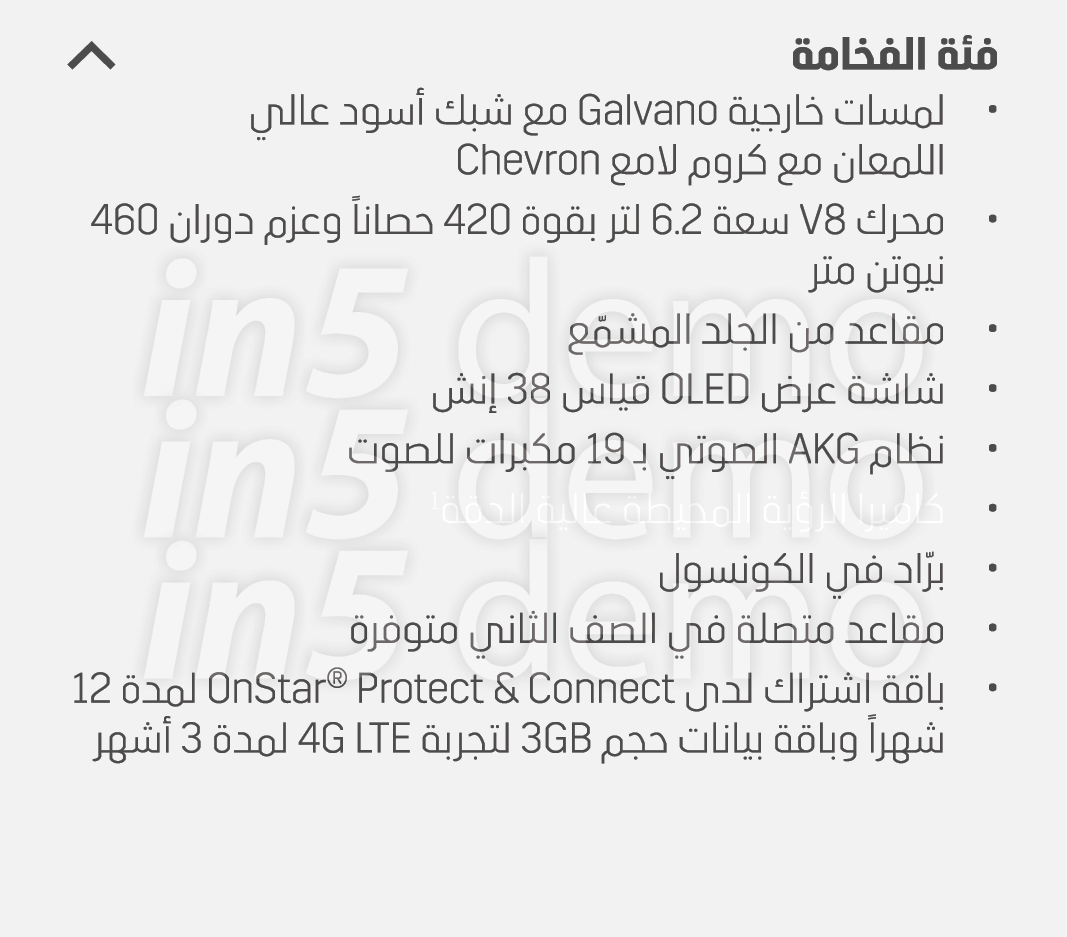 فئة الفخامة
• لمسات خارجية Galvano مع شبك أسود عالي
اللمعان مع كروم لامع Chevron
• محرك V8 سعة 6.2 لتر بقوة 420 حصاناً وعزم دوران 460
نيوتن متر
• مقاعد من الجلد المشمّع
• شاشة عرض OLED قياس 38 إنش
• نظام AKG الصوتي بـ 19 مكبرات للصوت
• كاميرا الرؤية المحيطة عالية الدقة¹
• برّاد في الكونسول
• مقاعد متصلة في الصف الثاني متوفرة
• باقة اشتراك لدى OnStar® Protect & Connect لمدة 12
شهراً وباقة بيانات حجم 3GB لتجربة 4G LTE لمدة 3 أشهر
in5 demo
in5 demo
in5 demo